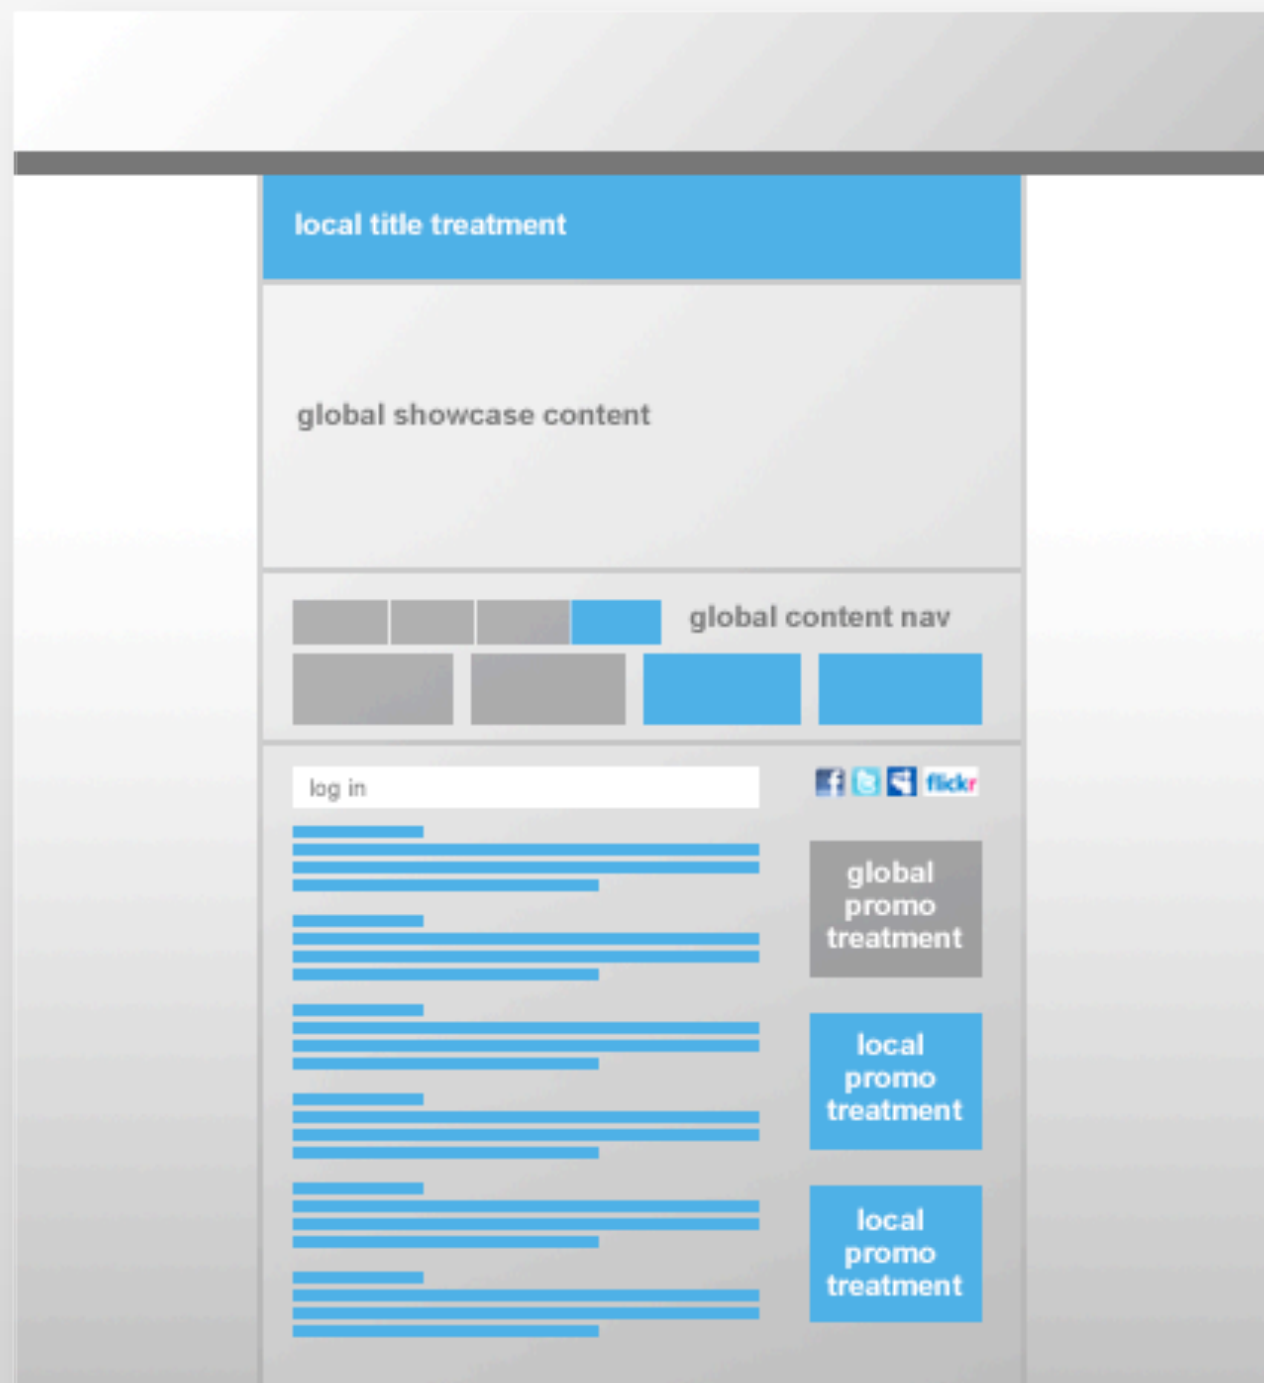 local title treatment
global showcase content
global content nav
log in
f t flickr
global
promo
treatment
local
promo
treatment
local
promo
treatment